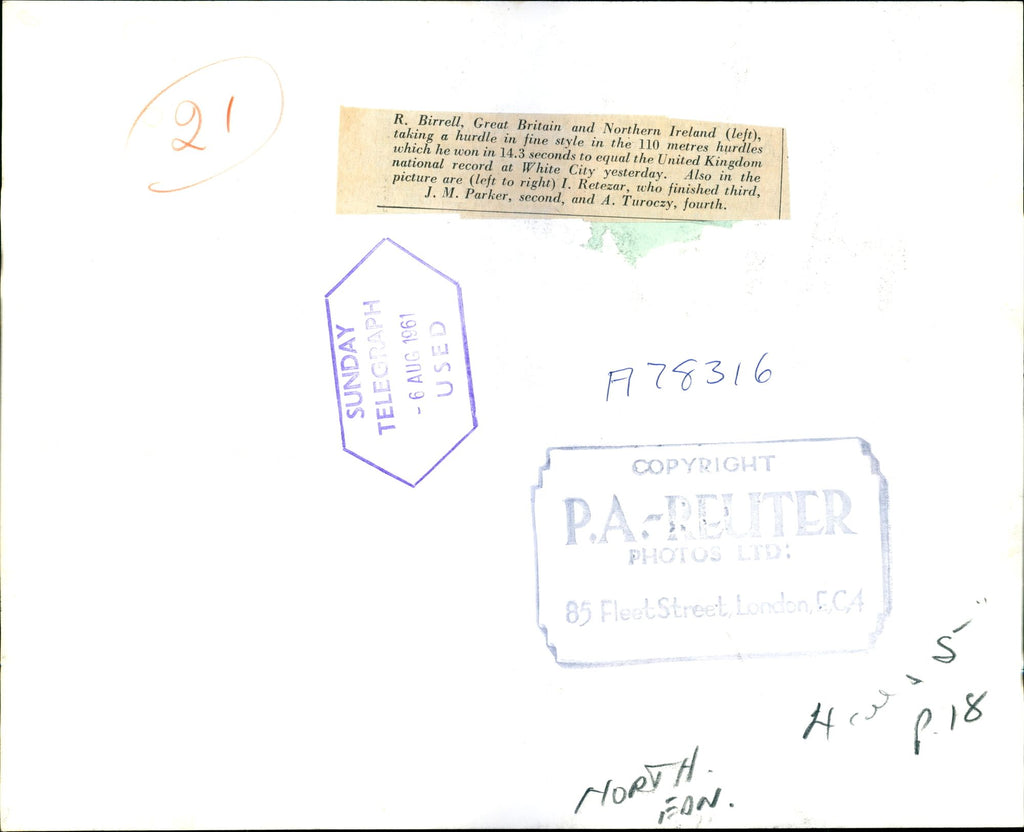 21
R. Birrell, Great Britain and Northern Ireland (left),
taking a hurdle in fine style in the 110 metres hurdles
which he won in 14.3 seconds to equal the United Kingdom
national record at White City yesterday. Also in the
picture are (left to right) I. Retezar, who finished third,
J. M. Parker, second, and A. Turoczy, fourth.
SUNDAY
TELEGRAPH
- 6 AUG 1961
USED
A78316
COPYRIGHT
P.A.-REUTER
PHOTOS LTD:
85 Fleet Street, London, E.C.4
5"
P.18
NORTH.
EDN.